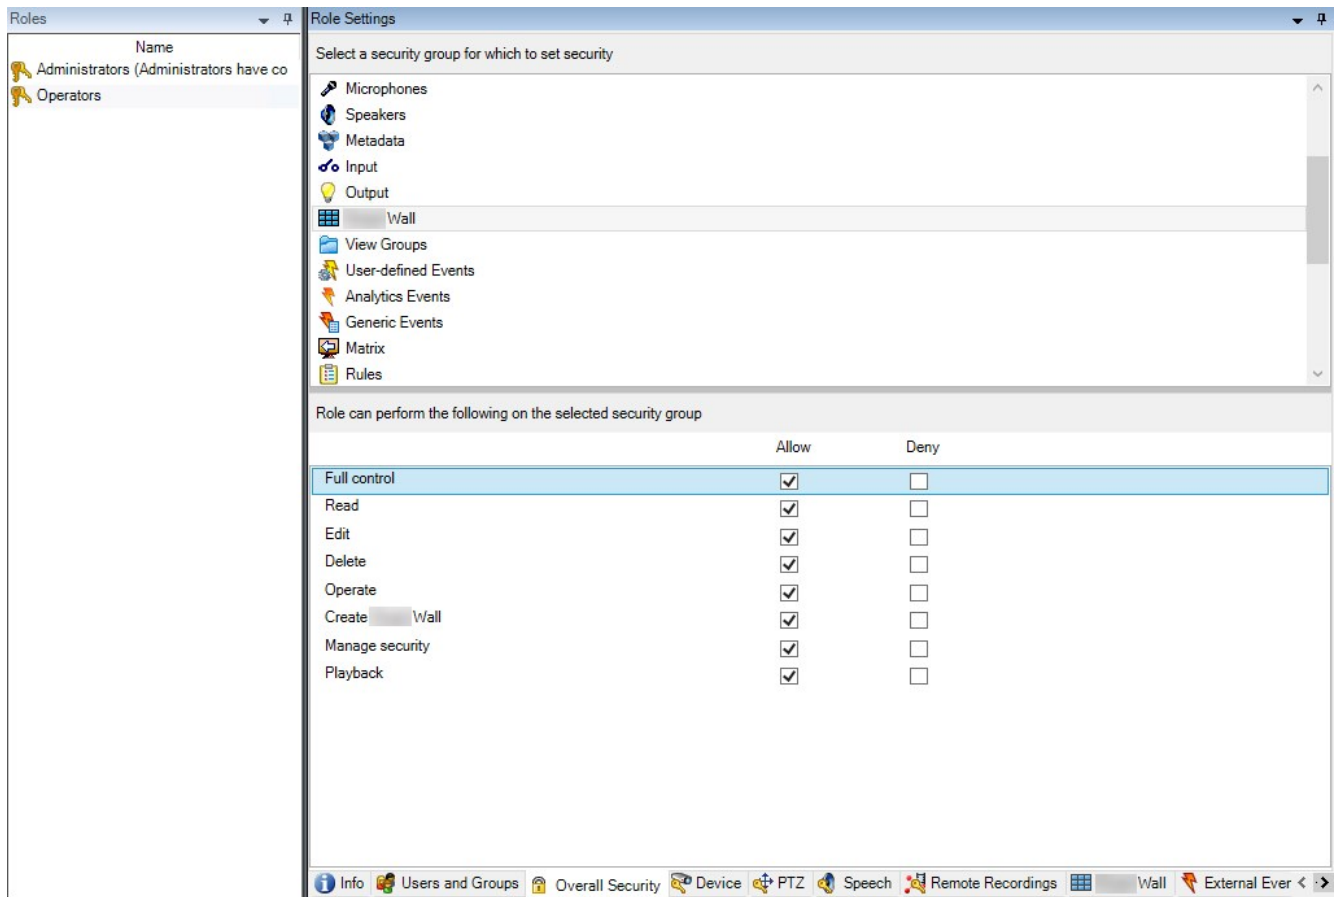 Roles
Name
Administrators (Administrators have co
Operators
Role Settings
Select a security group for which to set security
Microphones
Speakers
Metadata
Input
Output
Wall
View Groups
User-defined Events
Analytics Events
Generic Events
Matrix
Rules
Role can perform the following on the selected security group
Allow Deny
Full control
Read
Edit
Delete
Operate
Create Wall
Manage security
Playback
Info Users and Groups Overall Security Device PTZ Speech Remote Recordings Wall External Ever